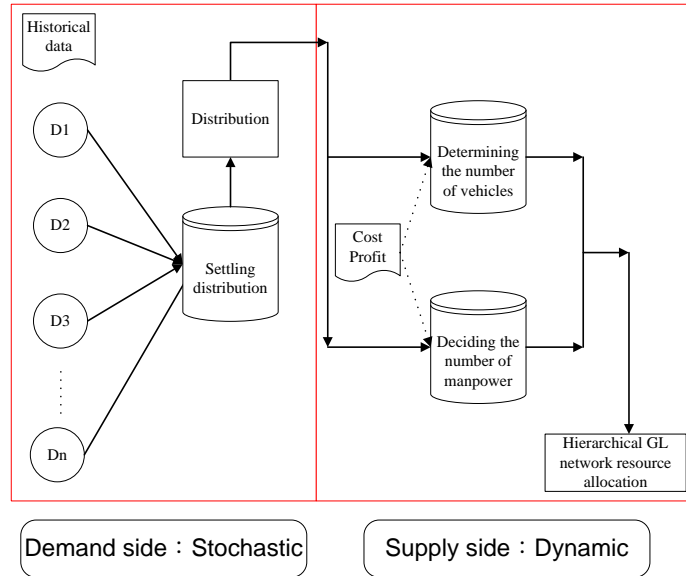 Historical
data
D1
D2
D3
Dn
Distribution
Settling
distribution
Determining
the number
of vehicles
Cost
Profit
Deciding the
number of
manpower
Hierarchical GL
network resource
allocation
Demand side：Stochastic
Supply side：Dynamic